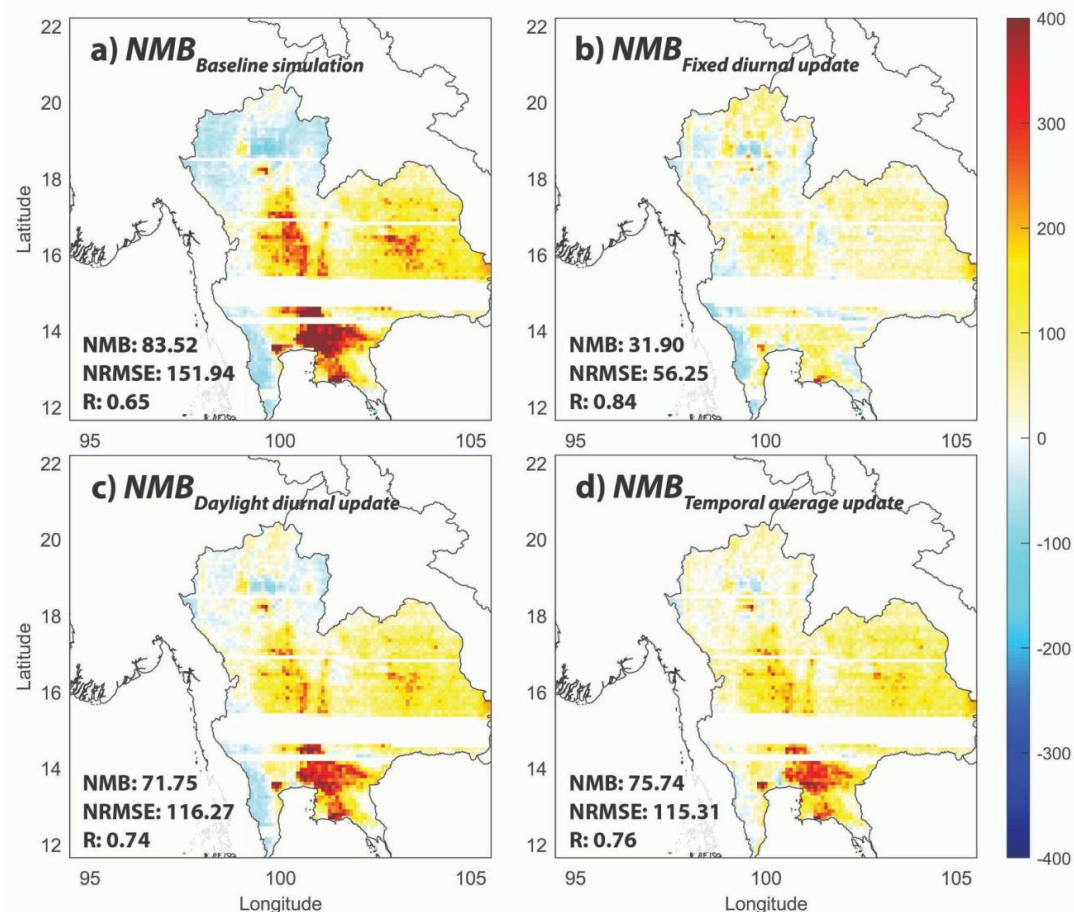 a) NMB Baseline simulation
22
20
18
16
14
12
Latitude
NMB: 83.52
NRMSE: 151.94
R: 0.65
95
100
105
b) NMB Fixed diurnal update
22
20
18
16
14
12
NMB: 31.90
NRMSE: 56.25
R: 0.84
95
100
105
c) NMB Daylight diurnal update
22
20
18
16
14
12
Latitude
NMB: 71.75
NRMSE: 116.27
R: 0.74
95
100
105
Longitude
d) NMB Temporal average update
22
20
18
16
14
12
NMB: 75.74
NRMSE: 115.31
R: 0.76
95
100
105
Longitude
400
300
200
100
0
-100
-200
-300
-400